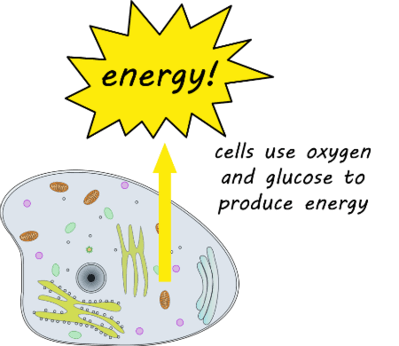 energy!
cells use oxygen
and glucose to
produce energy